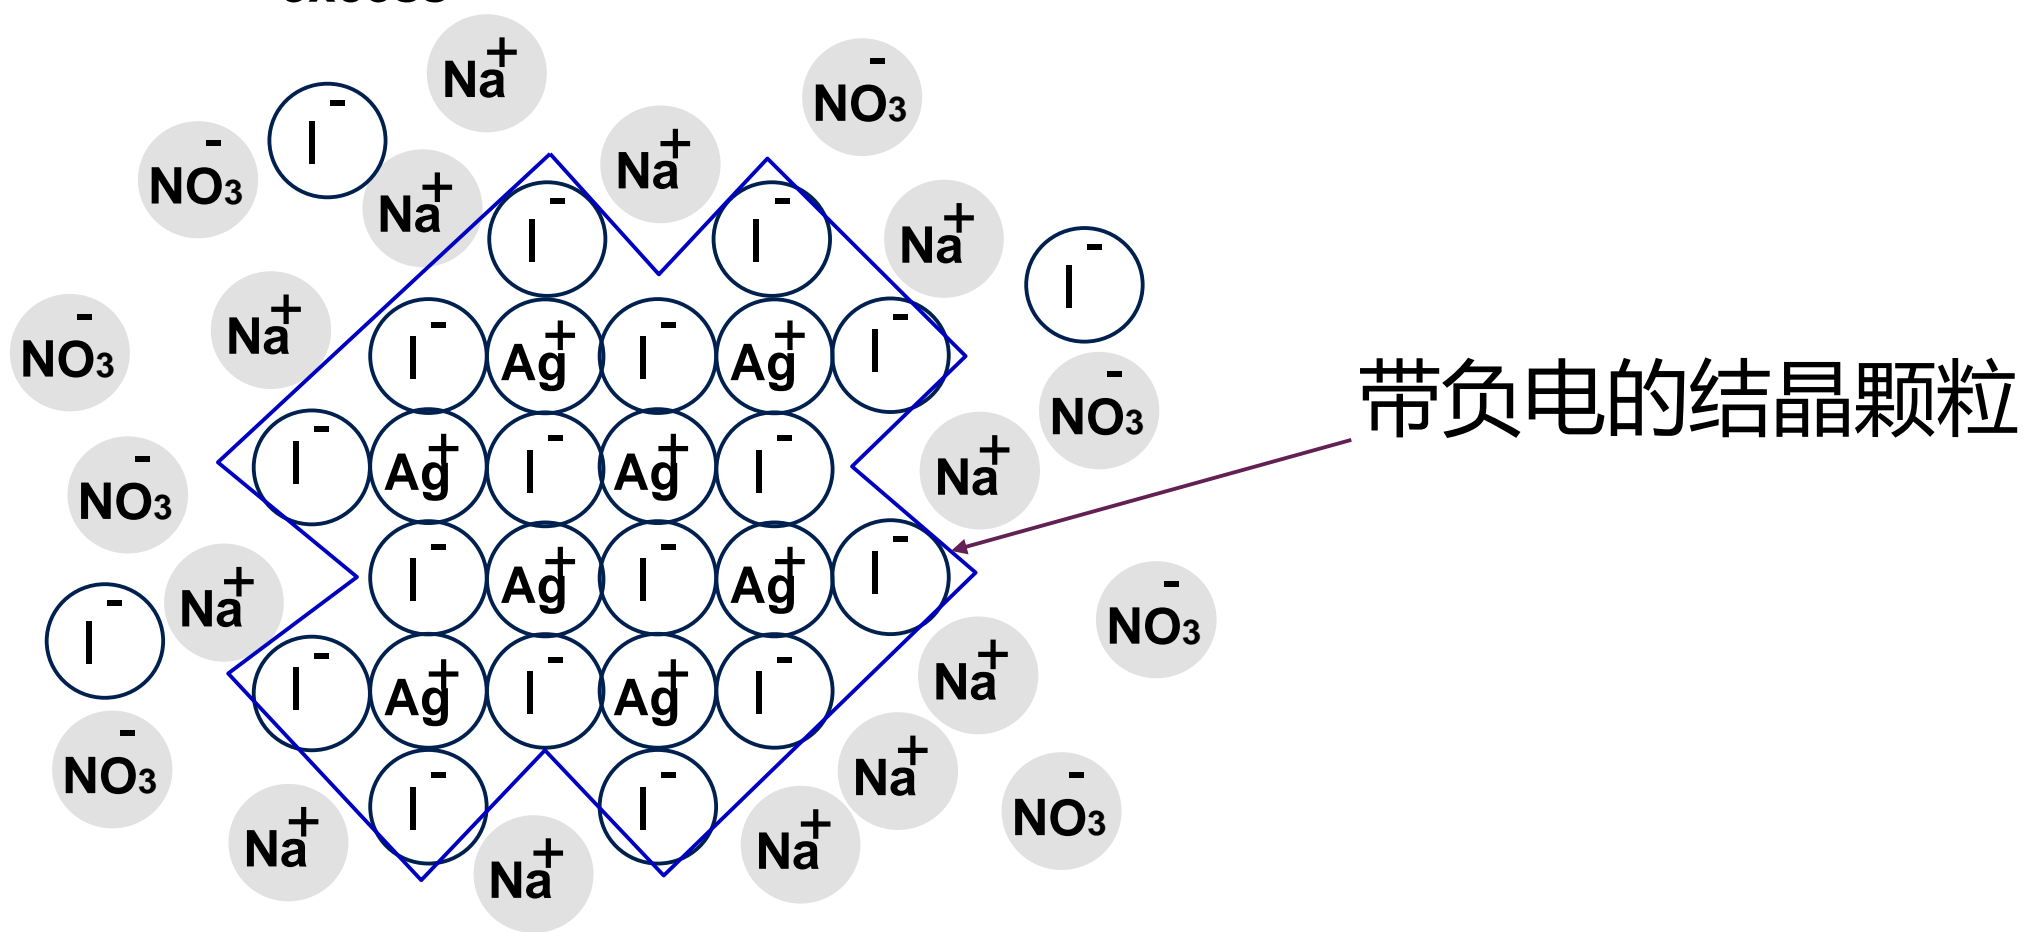 Na+
NO3-
I-
Na+
NO3-
Na+
I-
I-
Na+
Na+
I-
NO3-
Na+
I-
Ag+
I-
Ag+
I-
NO3-
I-
Ag+
I-
Ag+
I-
Na+
NO3-
I-
Ag+
I-
Ag+
I-
I-
Na+
NO3-
I-
Ag+
I-
Ag+
I-
Na+
NO3-
I-
I-
Na+
NO3-
Na+
Na+
Na+
带负电的结晶颗粒